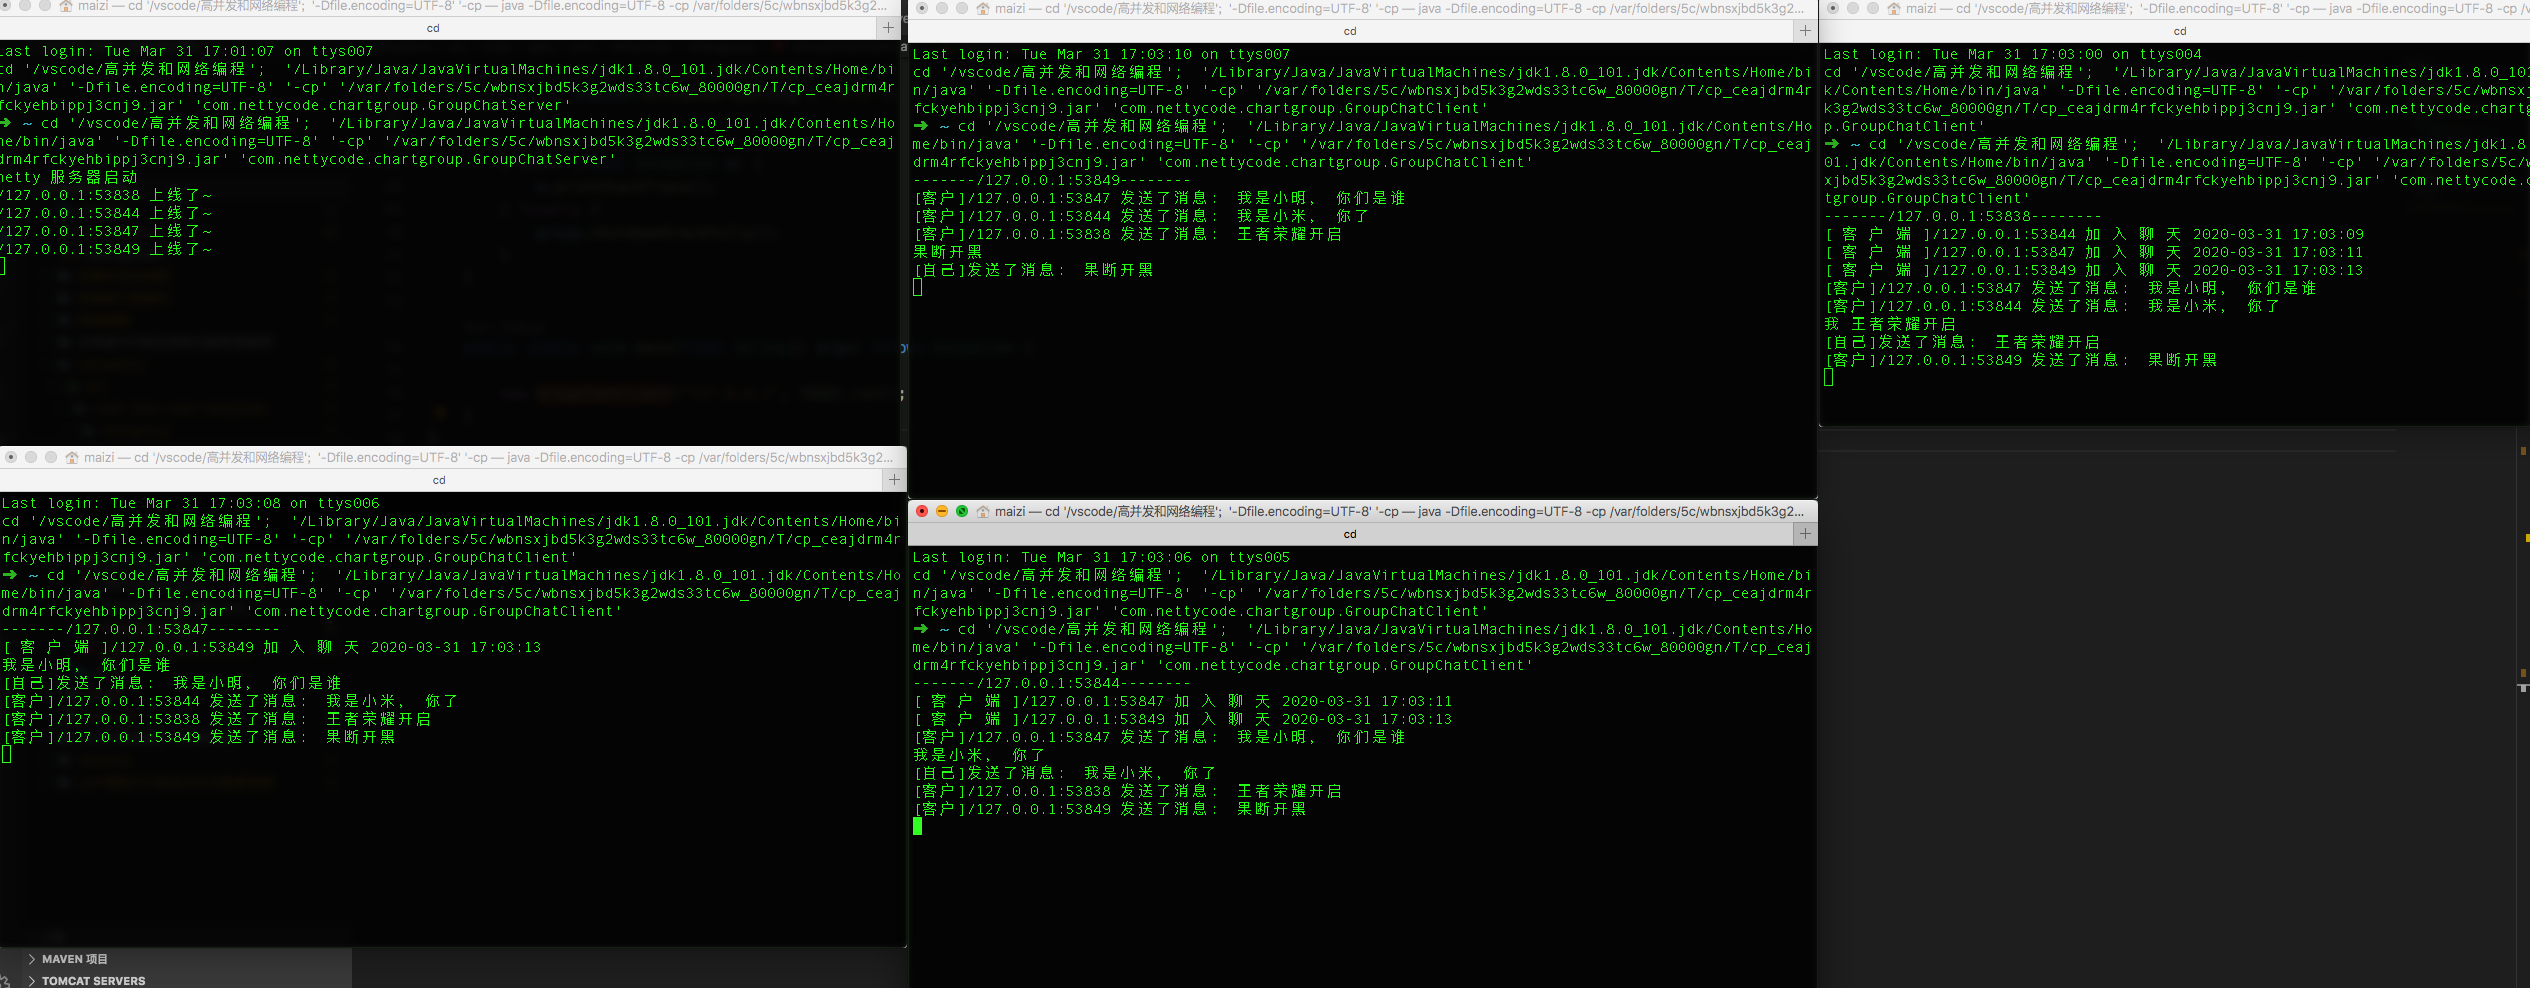 maizi — cd '/vscode/高并发和网络编程'; '-Dfile.encoding=UTF-8' '-cp — java -Dfile.encoding=UTF-8 -cp /var/folders/5c/wbnsxjbd5k3g2w...
cd
Last login: Tue Mar 31 17:01:07 on ttys007
cd '/vscode/高并发和网络编程';  '/Library/Java/JavaVirtualMachines/jdk1.8.0_101.jdk/Contents/Home/bi
n/java' '-Dfile.encoding=UTF-8' '-cp' '/var/folders/5c/wbnsxjbd5k3g2wds33tc6w_80000gn/T/cp_ceajdrm4r
fckyehbippj3cnj9.jar' 'com.nettycode.chartgroup.GroupChatServer'
➜ ~ cd '/vscode/高并发和网络编程';  '/Library/Java/JavaVirtualMachines/jdk1.8.0_101.jdk/Contents/Ho
me/bin/java' '-Dfile.encoding=UTF-8' '-cp' '/var/folders/5c/wbnsxjbd5k3g2wds33tc6w_80000gn/T/cp_ceaj
drm4rfckyehbippj3cnj9.jar' 'com.nettycode.chartgroup.GroupChatServer'
netty 服务器启动
/127.0.0.1:53838 上线了~
/127.0.0.1:53844 上线了~
/127.0.0.1:53847 上线了~
/127.0.0.1:53849 上线了~
maizi — cd '/vscode/高并发和网络编程'; '-Dfile.encoding=UTF-8' '-cp — java -Dfile.encoding=UTF-8 -cp /var/folders/5c/wbnsxjbd5k3g2...
cd
Last login: Tue Mar 31 17:03:10 on ttys007
cd '/vscode/高并发和网络编程';  '/Library/Java/JavaVirtualMachines/jdk1.8.0_101.jdk/Contents/Home/bi
n/java' '-Dfile.encoding=UTF-8' '-cp' '/var/folders/5c/wbnsxjbd5k3g2wds33tc6w_80000gn/T/cp_ceajdrm4r
fckyehbippj3cnj9.jar' 'com.nettycode.chartgroup.GroupChatClient'
➜ ~ cd '/vscode/高并发和网络编程';  '/Library/Java/JavaVirtualMachines/jdk1.8.0_101.jdk/Contents/Ho
me/bin/java' '-Dfile.encoding=UTF-8' '-cp' '/var/folders/5c/wbnsxjbd5k3g2wds33tc6w_80000gn/T/cp_ceaj
drm4rfckyehbippj3cnj9.jar' 'com.nettycode.chartgroup.GroupChatClient'
-------/127.0.0.1:53849--------
[客户]/127.0.0.1:53847 发送了消息： 我是小明， 你们是谁
[客户]/127.0.0.1:53844 发送了消息： 我是小米， 你了
[客户]/127.0.0.1:53838 发送了消息： 王者荣耀开启
果断开黑
[自己]发送了消息： 果断开黑
maizi — cd '/vscode/高并发和网络编程'; '-Dfile.encoding=UTF-8' '-cp — java -Dfile.encoding=UTF-8 -cp /
cd
Last login: Tue Mar 31 17:03:00 on ttys004
cd '/vscode/高并发和网络编程';  '/Library/Java/JavaVirtualMachines/jdk1.8.0_101
k/Contents/Home/bin/java' '-Dfile.encoding=UTF-8' '-cp' '/var/folders/5c/wbnsx
k3g2wds33tc6w_80000gn/T/cp_ceajdrm4rfckyehbippj3cnj9.jar' 'com.nettycode.chart
p.GroupChatClient'
➜ ~ cd '/vscode/高并发和网络编程';  '/Library/Java/JavaVirtualMachines/jdk1.8
01.jdk/Contents/Home/bin/java' '-Dfile.encoding=UTF-8' '-cp' '/var/folders/5c/w
xjbd5k3g2wds33tc6w_80000gn/T/cp_ceajdrm4rfckyehbippj3cnj9.jar' 'com.nettycode.c
tgroup.GroupChatClient'
-------/127.0.0.1:53838--------
[ 客 户 端 ]/127.0.0.1:53844 加 入 聊 天 2020-03-31 17:03:09
[ 客 户 端 ]/127.0.0.1:53847 加 入 聊 天 2020-03-31 17:03:11
[ 客 户 端 ]/127.0.0.1:53849 加 入 聊 天 2020-03-31 17:03:13
[客户]/127.0.0.1:53847 发送了消息： 我是小明， 你们是谁
[客户]/127.0.0.1:53844 发送了消息： 我是小米， 你了
我 王者荣耀开启
[自己]发送了消息： 王者荣耀开启
[客户]/127.0.0.1:53849 发送了消息： 果断开黑
maizi — cd '/vscode/高并发和网络编程'; '-Dfile.encoding=UTF-8' '-cp — java -Dfile.encoding=UTF-8 -cp /var/folders/5c/wbnsxjbd5k3g2...
cd
Last login: Tue Mar 31 17:03:08 on ttys006
cd '/vscode/高并发和网络编程';  '/Library/Java/JavaVirtualMachines/jdk1.8.0_101.jdk/Contents/Home/bi
n/java' '-Dfile.encoding=UTF-8' '-cp' '/var/folders/5c/wbnsxjbd5k3g2wds33tc6w_80000gn/T/cp_ceajdrm4r
fckyehbippj3cnj9.jar' 'com.nettycode.chartgroup.GroupChatClient'
➜ ~ cd '/vscode/高并发和网络编程';  '/Library/Java/JavaVirtualMachines/jdk1.8.0_101.jdk/Contents/Ho
me/bin/java' '-Dfile.encoding=UTF-8' '-cp' '/var/folders/5c/wbnsxjbd5k3g2wds33tc6w_80000gn/T/cp_ceaj
drm4rfckyehbippj3cnj9.jar' 'com.nettycode.chartgroup.GroupChatClient'
-------/127.0.0.1:53847--------
[ 客 户 端 ]/127.0.0.1:53849 加 入 聊 天 2020-03-31 17:03:13
我是小明， 你们是谁
[自己]发送了消息： 我是小明， 你们是谁
[客户]/127.0.0.1:53844 发送了消息： 我是小米， 你了
[客户]/127.0.0.1:53838 发送了消息： 王者荣耀开启
[客户]/127.0.0.1:53849 发送了消息： 果断开黑
maizi — cd '/vscode/高并发和网络编程'; '-Dfile.encoding=UTF-8' '-cp — java -Dfile.encoding=UTF-8 -cp /var/folders/5c/wbnsxjbd5k3g2...
cd
Last login: Tue Mar 31 17:03:06 on ttys005
cd '/vscode/高并发和网络编程';  '/Library/Java/JavaVirtualMachines/jdk1.8.0_101.jdk/Contents/Home/bi
n/java' '-Dfile.encoding=UTF-8' '-cp' '/var/folders/5c/wbnsxjbd5k3g2wds33tc6w_80000gn/T/cp_ceajdrm4r
fckyehbippj3cnj9.jar' 'com.nettycode.chartgroup.GroupChatClient'
➜ ~ cd '/vscode/高并发和网络编程';  '/Library/Java/JavaVirtualMachines/jdk1.8.0_101.jdk/Contents/Ho
me/bin/java' '-Dfile.encoding=UTF-8' '-cp' '/var/folders/5c/wbnsxjbd5k3g2wds33tc6w_80000gn/T/cp_ceaj
drm4rfckyehbippj3cnj9.jar' 'com.nettycode.chartgroup.GroupChatClient'
-------/127.0.0.1:53844--------
[ 客 户 端 ]/127.0.0.1:53847 加 入 聊 天 2020-03-31 17:03:11
[ 客 户 端 ]/127.0.0.1:53849 加 入 聊 天 2020-03-31 17:03:13
[客户]/127.0.0.1:53847 发送了消息： 我是小明， 你们是谁
我是小米， 你了
[自己]发送了消息： 我是小米， 你了
[客户]/127.0.0.1:53838 发送了消息： 王者荣耀开启
[客户]/127.0.0.1:53849 发送了消息： 果断开黑
MAVEN 项目
TOMCAT SERVERS